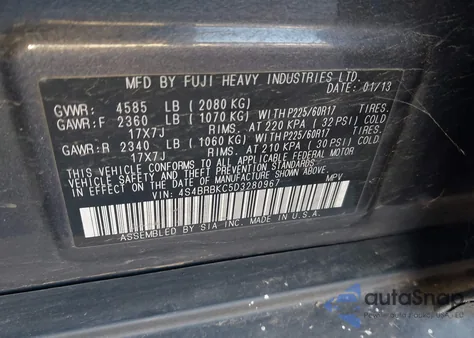 MFD BY FUJI HEAVY INDUSTRIES LTD.
DATE: 01/13
GVWR: 4585 LB (2080 KG)
GAWR:F 2360 LB (1070 KG) WITH P225/60R17 TIRES.
17X7J RIMS. AT 220 KPA (32 PSI) COLD.
GAWR:R 2340 LB (1060 KG) WITH P225/60R17 TIRES.
17X7J RIMS. AT 210 KPA (30 PSI) COLD.
THIS VEHICLE CONFORMS TO ALL APPLICABLE FEDERAL MOTOR
VEHICLE SAFETY STANDARDS IN EFFECT ON THE
DATE OF MANUFACTURE SHOWN ABOVE.
VIN: 4S4BRBKC5D3280967 MPV
ASSEMBLED BY SIA INC. MADE IN U.S.A.
autoSnap